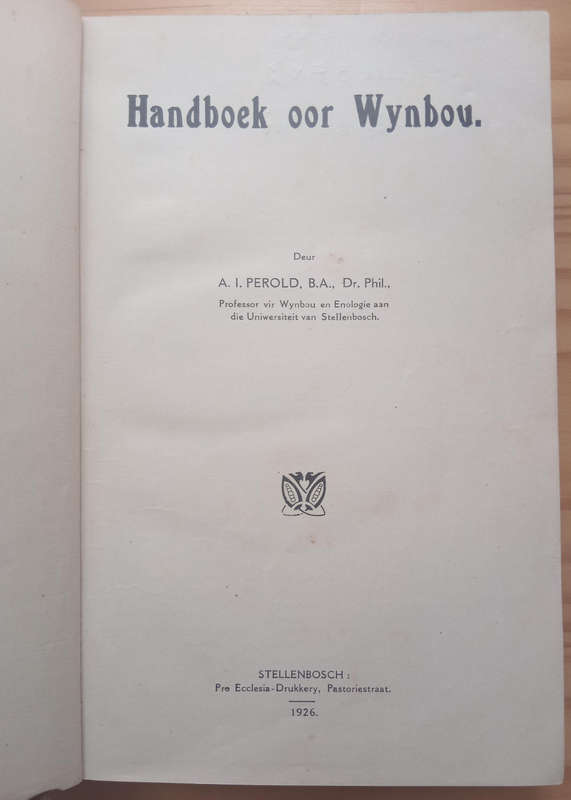 Handboek oor Wynbou.
Deur
A. I. PEROLD, B.A., Dr. Phil.,
Professor vir Wynbou en Enologie aan
die Uniwersiteit van Stellenbosch.
STELLENBOSCH :
Pro Ecclesia-Drukkery, Pastoriestraat.
1926.